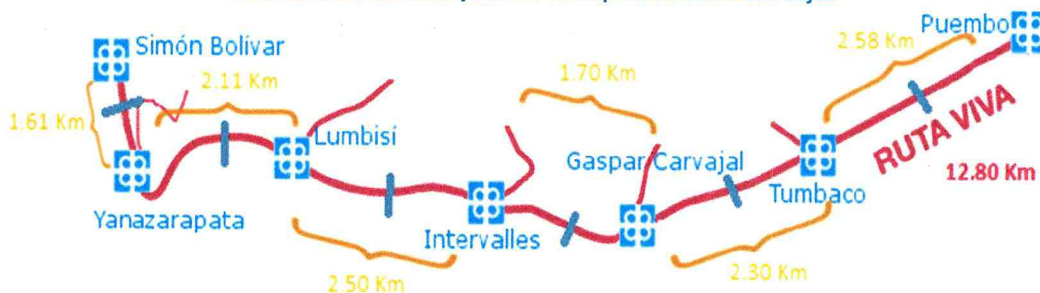 Puembo
Simón Bolívar
2.58 Km
2.11 Km
1.70 Km
1.61 Km
Lumbisí
RUTA VIVA
Gaspar Carvajal
12.80 Km
Tumbaco
Yanazarapata
Intervalles
2.50 Km
2.30 Km